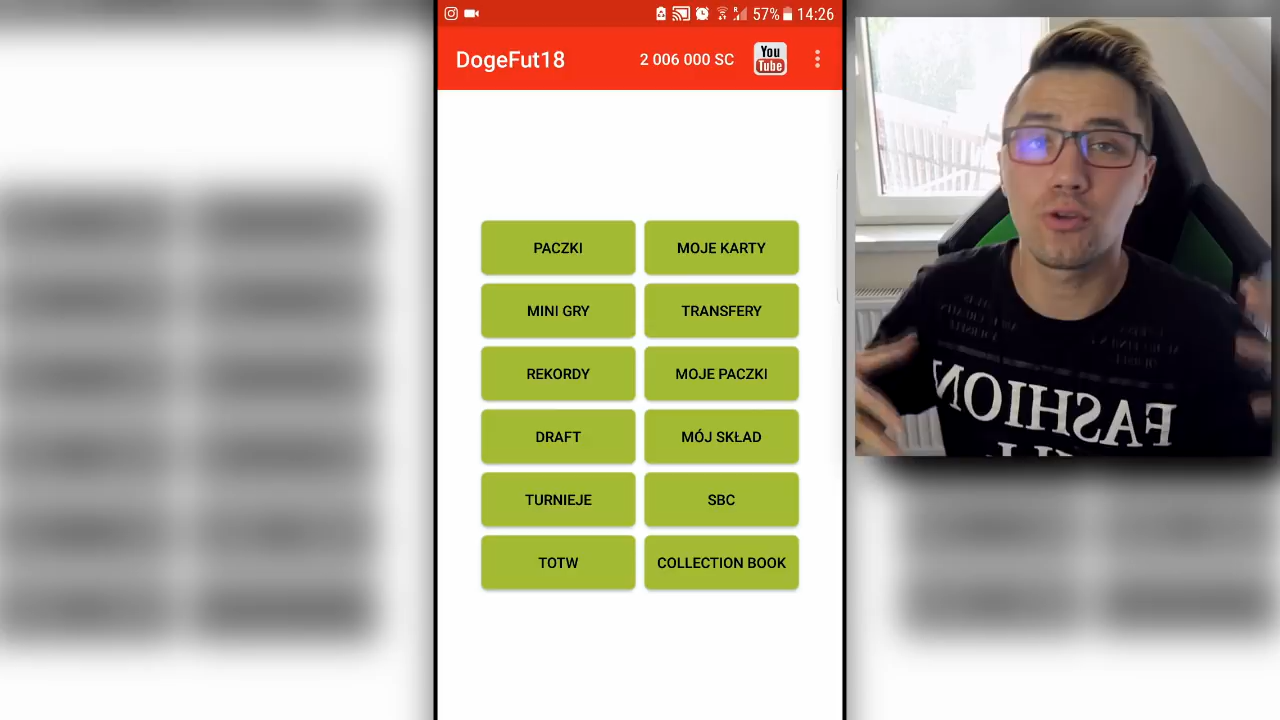 57% 14:26
DogeFut18 2 006 000 SC You Tube
PACZKI MOJE KARTY
MINI GRY TRANSFERY
REKORDY MOJE PACZKI
DRAFT MÓJ SKŁAD
TURNIEJE SBC
TOTW COLLECTION BOOK
FASHION